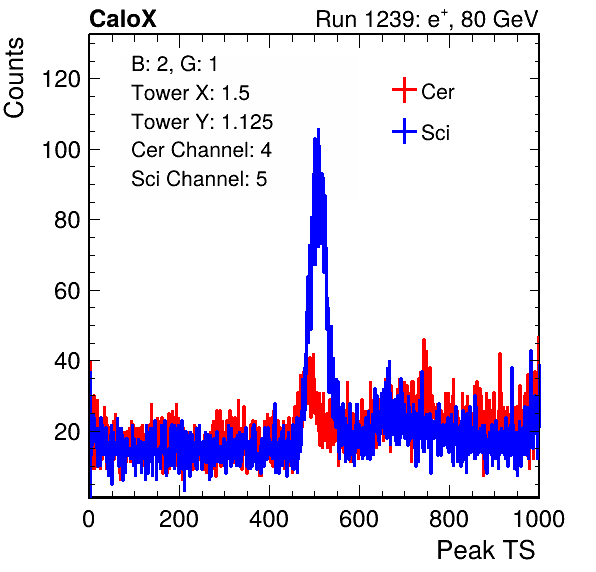 CaloX Run 1239: e⁺, 80 GeV
Counts
B: 2, G: 1
Tower X: 1.5
Tower Y: 1.125
Cer Channel: 4
Sci Channel: 5
Cer
Sci
120
100
80
60
40
20
0 200 400 600 800 1000
Peak TS